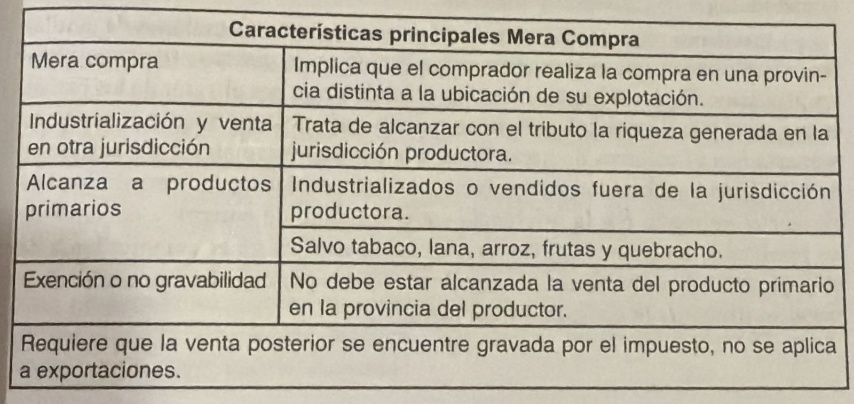 Características principales Mera Compra
Mera compra
Implica que el comprador realiza la compra en una provin-
cia distinta a la ubicación de su explotación.
Industrialización y venta
en otra jurisdicción
Trata de alcanzar con el tributo la riqueza generada en la
jurisdicción productora.
Alcanza a productos
primarios
Industrializados o vendidos fuera de la jurisdicción
productora.
Salvo tabaco, lana, arroz, frutas y quebracho.
Exención o no gravabilidad
No debe estar alcanzada la venta del producto primario
en la provincia del productor.
Requiere que la venta posterior se encuentre gravada por el impuesto, no se aplica
a exportaciones.